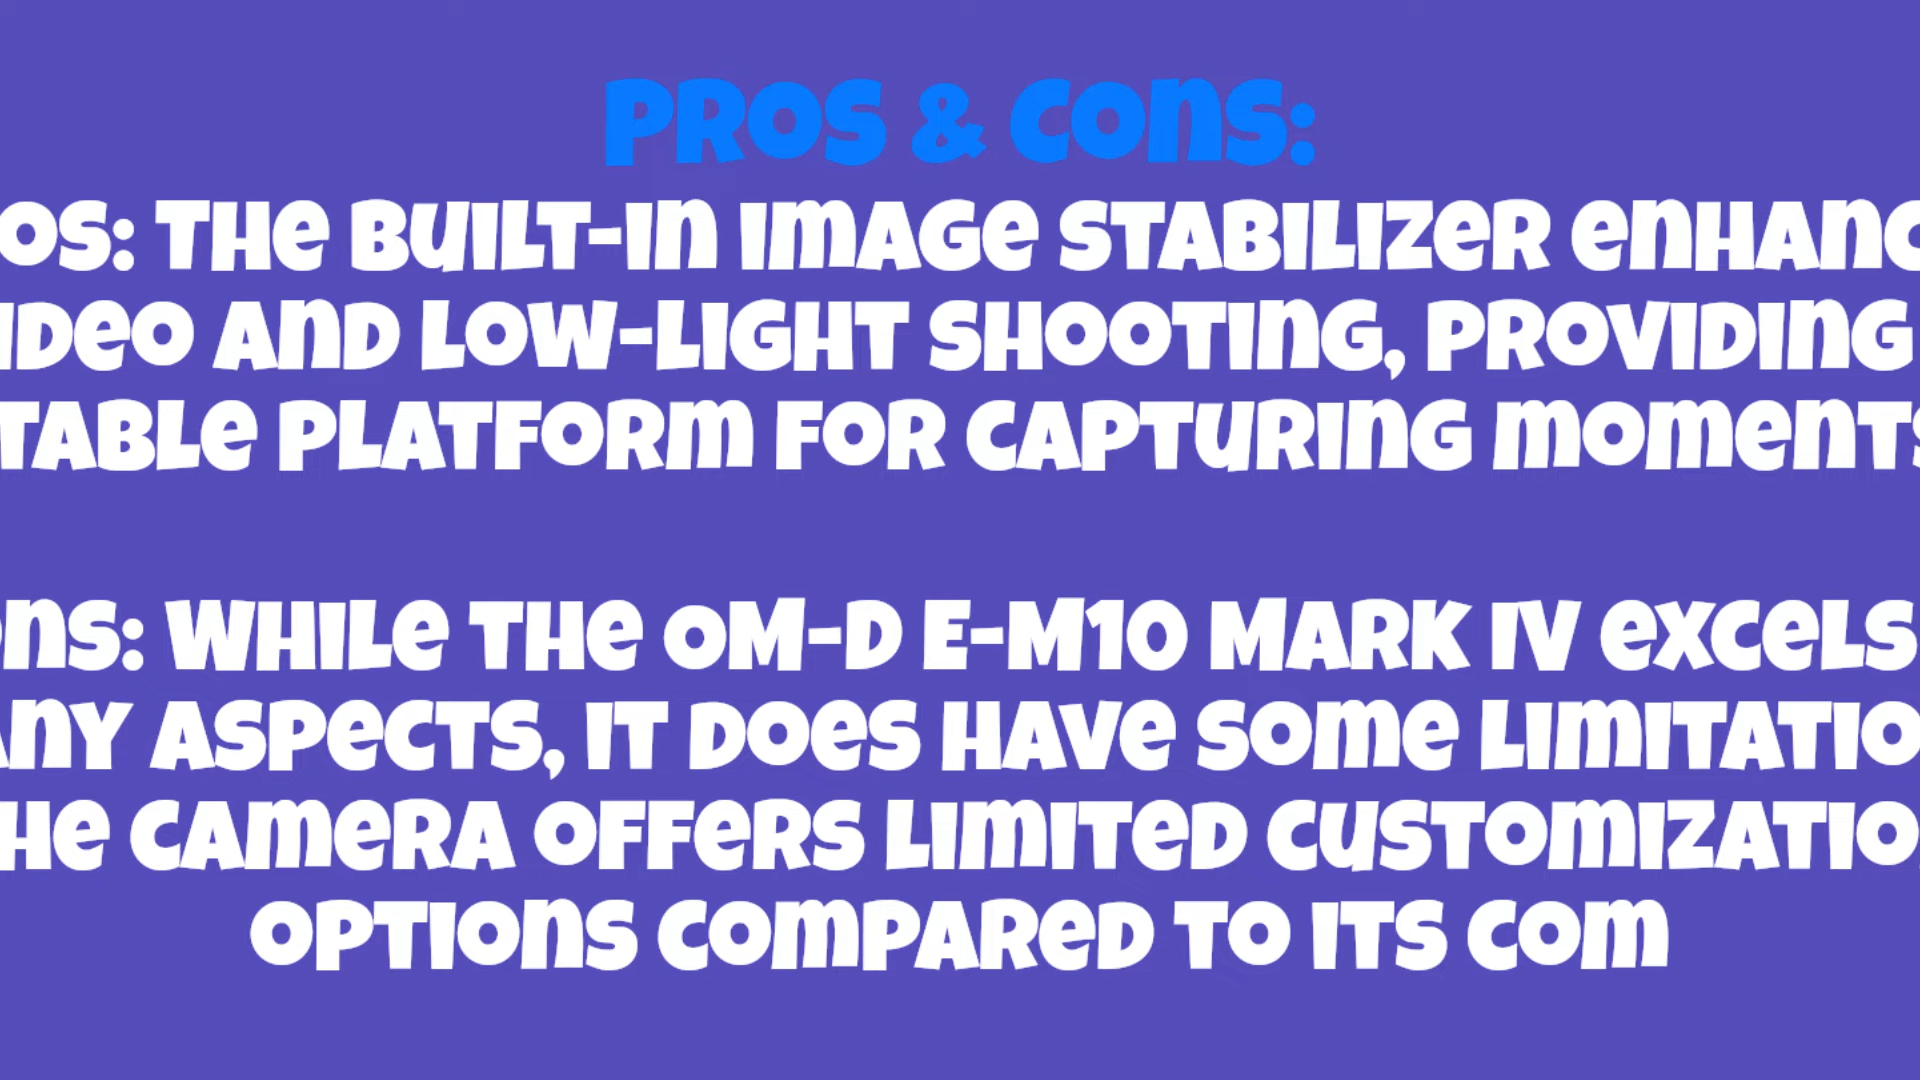 PROS & CONS:
OS: THE BUILT-IN IMAGE STABILIZER ENHANC
IDEO AND LOW-LIGHT SHOOTING, PROVIDING
TABLE PLATFORM FOR CAPTURING MOMENTS
ONS: WHILE THE OM-D E-M10 MARK IV EXCELS
ANY ASPECTS, IT DOES HAVE SOME LIMITATIO
HE CAMERA OFFERS LIMITED CUSTOMIZATIO
OPTIONS COMPARED TO ITS COM